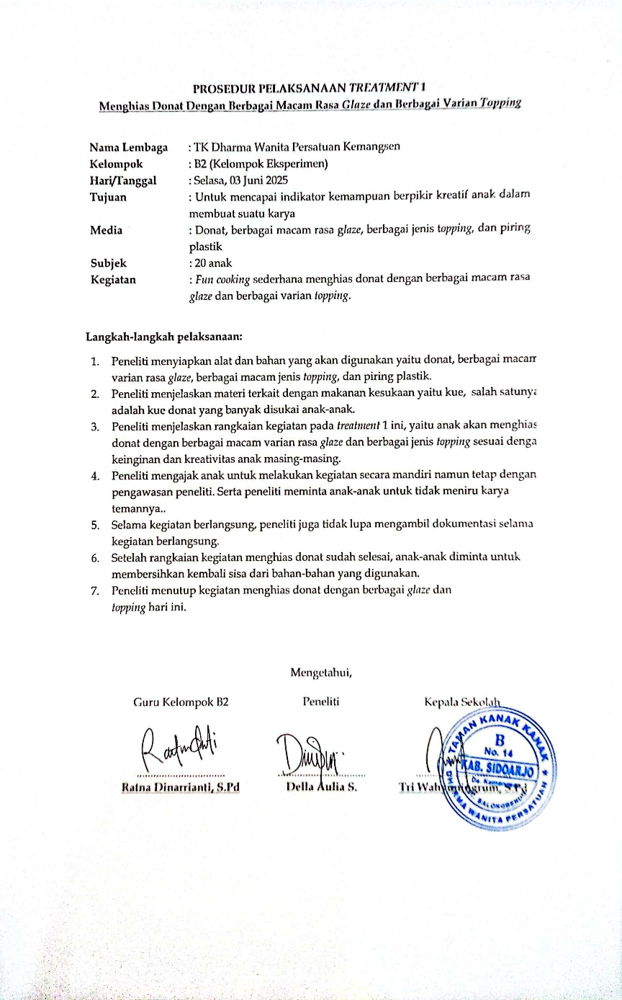 PROSEDUR PELAKSANAAN TREATMENT 1
Menghias Donat Dengan Berbagai Macam Rasa Glaze dan Berbagai Varian Topping
Nama Lembaga : TK Dharma Wanita Persatuan Kemangsen
Kelompok : B2 (Kelompok Eksperimen)
Hari/Tanggal : Selasa, 03 Juni 2025
Tujuan : Untuk mencapai indikator kemampuan berpikir kreatif anak dalam
membuat suatu karya
Media : Donat, berbagai macam rasa glaze, berbagai jenis topping, dan piring
plastik
Subjek : 20 anak
Kegiatan : Fun cooking sederhana menghias donat dengan berbagai macam rasa
glaze dan berbagai varian topping.
Langkah-langkah pelaksanaan:
1. Peneliti menyiapkan alat dan bahan yang akan digunakan yaitu donat, berbagai macam
varian rasa glaze, berbagai macam jenis topping, dan piring plastik.
2. Peneliti menjelaskan materi terkait dengan makanan kesukaan yaitu kue, salah satunya
adalah kue donat yang banyak disukai anak-anak.
3. Peneliti menjelaskan rangkaian kegiatan pada treatment 1 ini, yaitu anak akan menghias
donat dengan berbagai macam varian rasa glaze dan berbagai jenis topping sesuai denga
keinginan dan kreativitas anak masing-masing.
4. Peneliti mengajak anak untuk melakukan kegiatan secara mandiri namun tetap dengan
pengawasan peneliti. Serta peneliti meminta anak-anak untuk tidak meniru karya
temannya..
5. Selama kegiatan berlangsung, peneliti juga tidak lupa mengambil dokumentasi selama
kegiatan berlangsung.
6. Setelah rangkaian kegiatan menghias donat sudah selesai, anak-anak diminta untuk
membersihkan kembali sisa dari bahan-bahan yang digunakan.
7. Peneliti menutup kegiatan menghias donat dengan berbagai glaze dan
topping hari ini.
Mengetahui,
Guru Kelompok B2 Peneliti Kepala Sekolah
TAMAN KANAK KANAK
B
No. 14
KAB. SIDOARJO
DHARMA WANITA PERSATUAN
Ratna Dinarrianti, S.Pd Della Aulia S. Tri Wahyuningrum, S.Pd